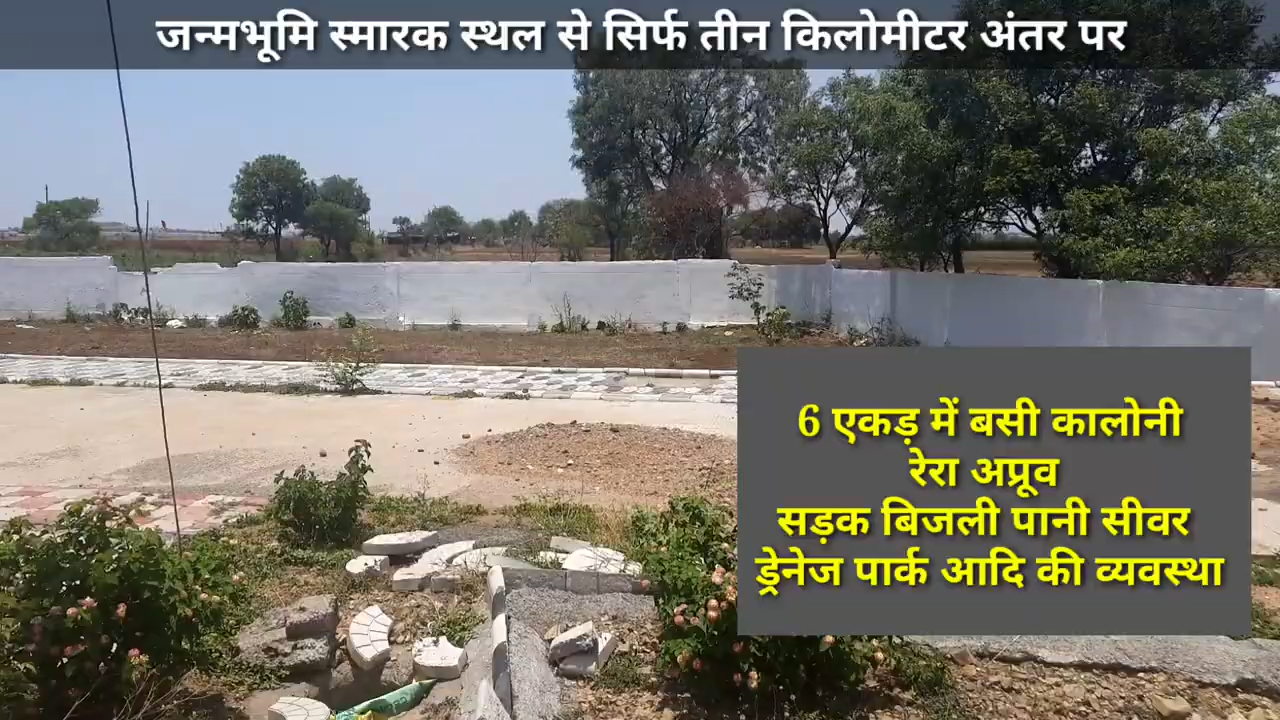 जन्मभूमि स्मारक स्थल से सिर्फ तीन किलोमीटर अंतर पर
6 एकड़ में बसी कालोनी
रेरा अप्रूव
सड़क बिजली पानी सीवर
ड्रेनेज पार्क आदि की व्यवस्था